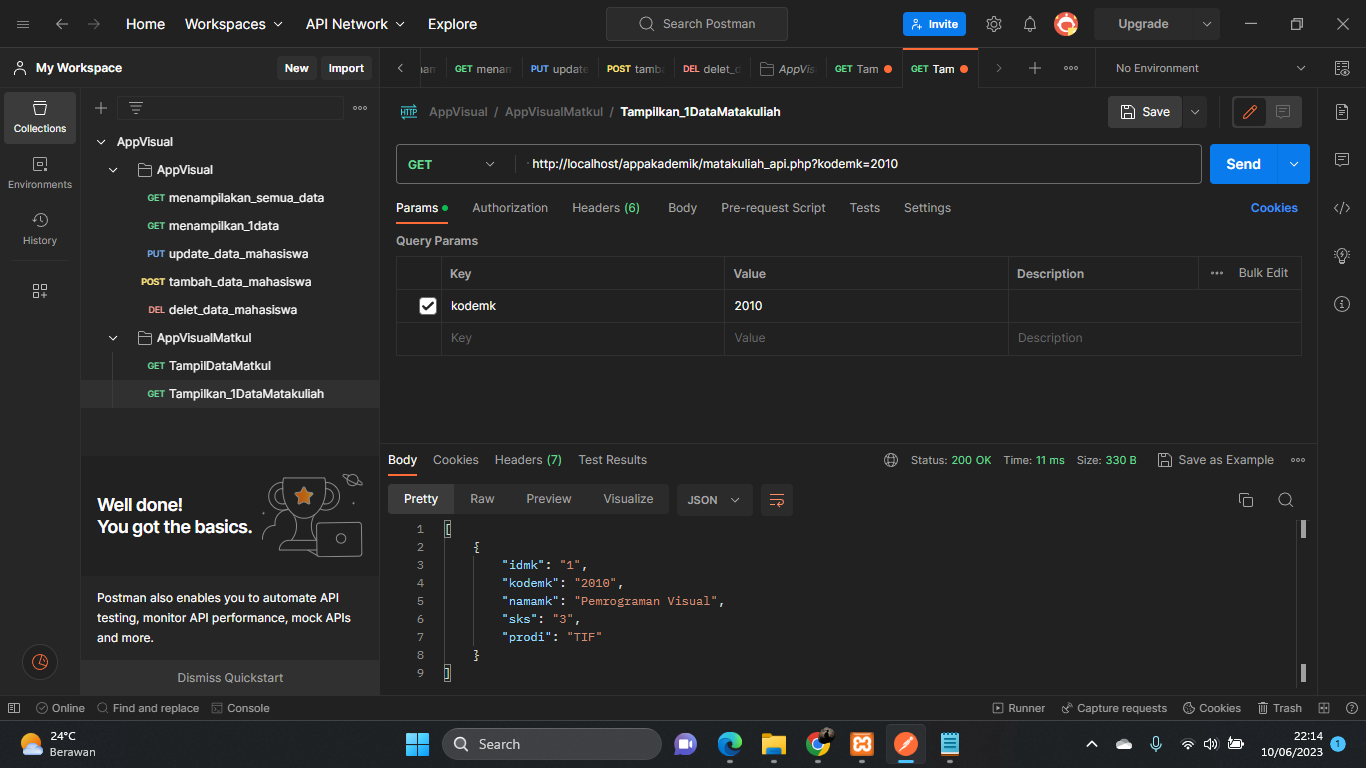 Home Workspaces API Network Explore Search Postman Invite Upgrade
My Workspace New Import
GET menam PUT update POST tamba DEL delet_d AppVis GET Tam GET Tam No Environment
Collections
Environments
History
AppVisual
AppVisual
GET menampilakan_semua_data
GET menampilkan_1data
PUT update_data_mahasiswa
POST tambah_data_mahasiswa
DEL delet_data_mahasiswa
AppVisualMatkul
GET TampilDataMatkul
GET Tampilkan_1DataMatakuliah
Well done!
You got the basics.
Postman also enables you to automate API
testing, monitor API performance, mock APIs
and more.
Dismiss Quickstart
HTTP AppVisual / AppVisualMatkul / Tampilkan_1DataMatakuliah Save
GET http://localhost/appakademik/matakuliah_api.php?kodemk=2010 Send
Params Authorization Headers (6) Body Pre-request Script Tests Settings Cookies
Query Params
Key Value Description Bulk Edit
kodemk 2010
Key Value Description
Body Cookies Headers (7) Test Results Status: 200 OK Time: 11 ms Size: 330 B Save as Example
Pretty Raw Preview Visualize JSON
1 [
2 {
3 "idmk": "1",
4 "kodemk": "2010",
5 "namamk": "Pemrograman Visual",
6 "sks": "3",
7 "prodi": "TIF"
8 }
9 ]
Online Find and replace Console Runner Capture requests Cookies Trash
24°C
Berawan
Search
22:14
10/06/2023
1